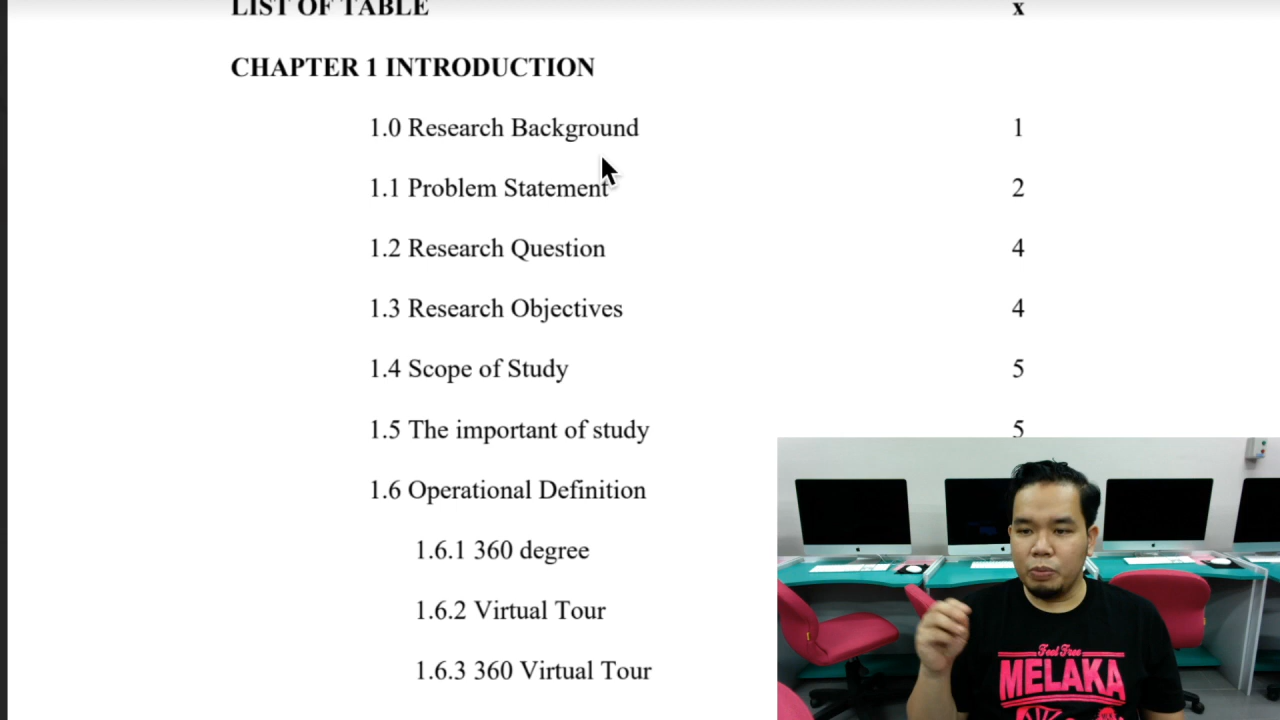 LIST OF TABLE x
CHAPTER 1 INTRODUCTION
1.0 Research Background 1
1.1 Problem Statement 2
1.2 Research Question 4
1.3 Research Objectives 4
1.4 Scope of Study 5
1.5 The important of study 5
1.6 Operational Definition
1.6.1 360 degree
1.6.2 Virtual Tour
1.6.3 360 Virtual Tour
Feel Free
MELAKA